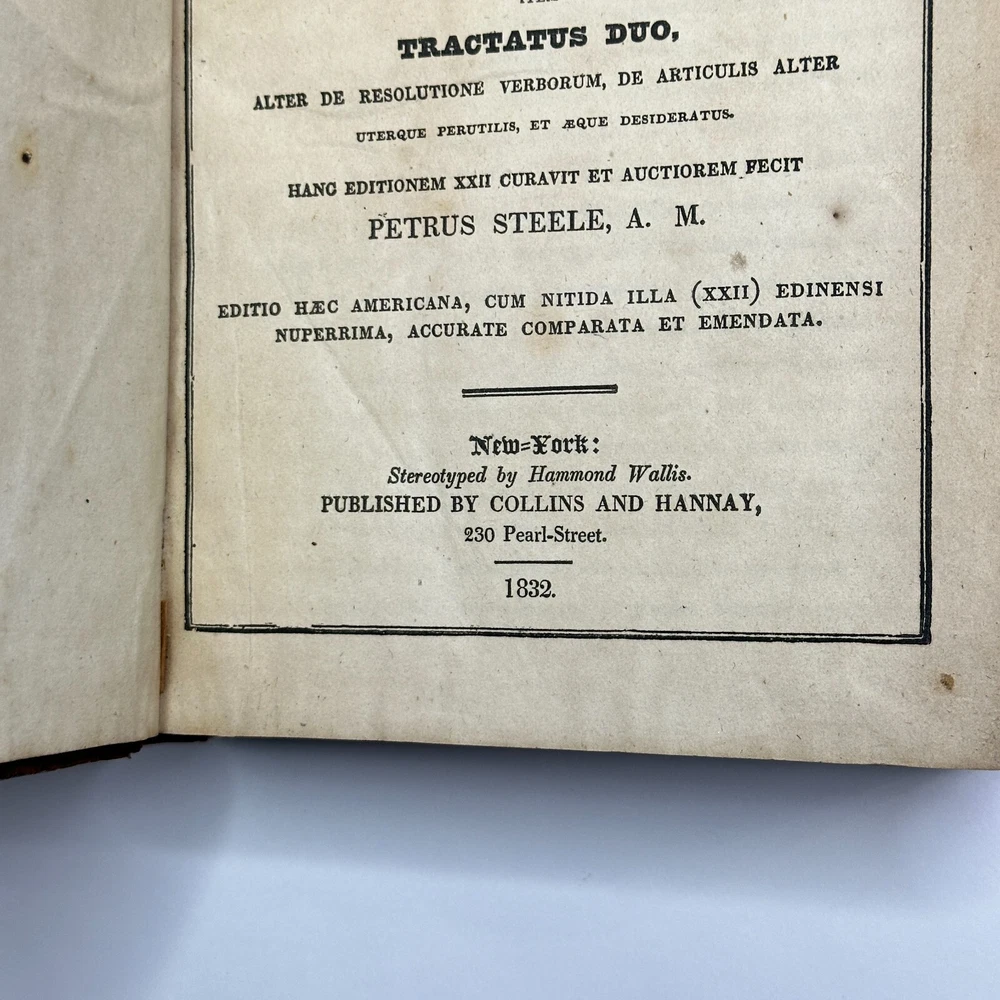 TRACTATUS DUO,
ALTER DE RESOLUTIONE VERBORUM, DE ARTICULIS ALTER
UTERQUE PERUTILIS, ET ÆQUE DESIDERATUS.
HANC EDITIONEM XXII CURAVIT ET AUCTIOREM FECIT
PETRUS STEELE, A. M.
EDITIO HÆC AMERICANA, CUM NITIDA ILLA (XXII) EDINENSI
NUPERRIMA, ACCURATE COMPARATA ET EMENDATA.
New=York:
Stereotyped by Hammond Wallis.
PUBLISHED BY COLLINS AND HANNAY,
230 Pearl-Street.
1832.